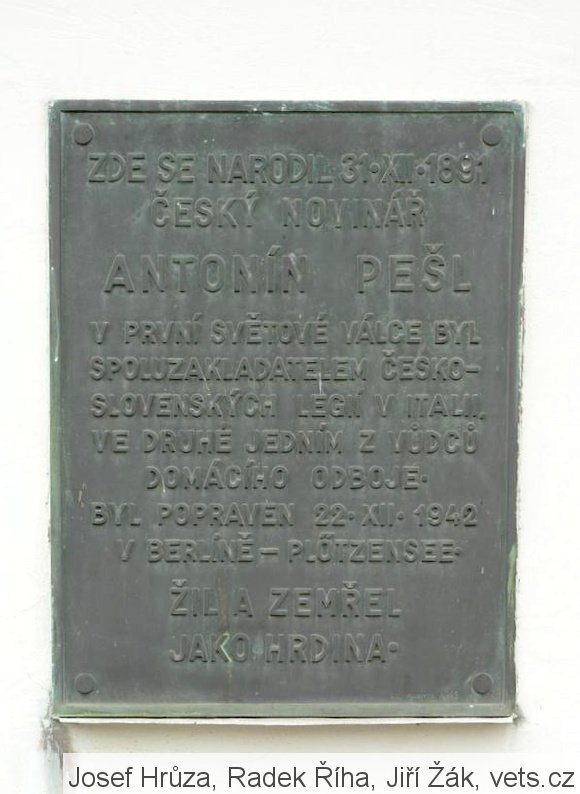 ZDE SE NARODIL 31·XII·1891
ČESKÝ NOVINÁŘ
ANTONÍN PEŠL
V PRVNÍ SVĚTOVÉ VÁLCE BYL
SPOLUZAKLADATELEM ČESKO-
SLOVENSKÝCH LEGIÍ V ITALII,
VE DRUHÉ JEDNÍM Z VŮDCŮ
DOMÁCÍHO ODBOJE·
BYL POPRAVEN 22·XII·1942
V BERLÍNĚ – PLŐTZENSEE·
ŽIL A ZEMŘEL
JAKO HRDINA·
Josef Hrůza, Radek Říha, Jiří Žák, vets.cz